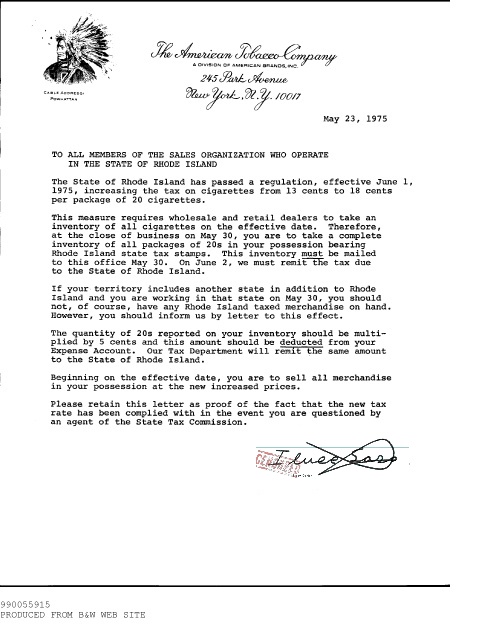 The American Tobacco Company
A DIVISION OF AMERICAN BRANDS, INC.
245 Park Avenue
New York, N.Y. 10017
CABLE ADDRESS:
POWHATTAN
May 23, 1975
TO ALL MEMBERS OF THE SALES ORGANIZATION WHO OPERATE
IN THE STATE OF RHODE ISLAND
The State of Rhode Island has passed a regulation, effective June 1,
1975, increasing the tax on cigarettes from 13 cents to 18 cents
per package of 20 cigarettes.
This measure requires wholesale and retail dealers to take an
inventory of all cigarettes on the effective date. Therefore,
at the close of business on May 30, you are to take a complete
inventory of all packages of 20s in your possession bearing
Rhode Island state tax stamps. This inventory must be mailed
to this office May 30. On June 2, we must remit the tax due
to the State of Rhode Island.
If your territory includes another state in addition to Rhode
Island and you are working in that state on May 30, you should
not, of course, have any Rhode Island taxed merchandise on hand.
However, you should inform us by letter to this effect.
The quantity of 20s reported on your inventory should be multi-
plied by 5 cents and this amount should be deducted from your
Expense Account. Our Tax Department will remit the same amount
to the State of Rhode Island.
Beginning on the effective date, you are to sell all merchandise
in your possession at the new increased prices.
Please retain this letter as proof of the fact that the new tax
rate has been complied with in the event you are questioned by
an agent of the State Tax Commission.
990055915
PRODUCED FROM B&W WEB SITE